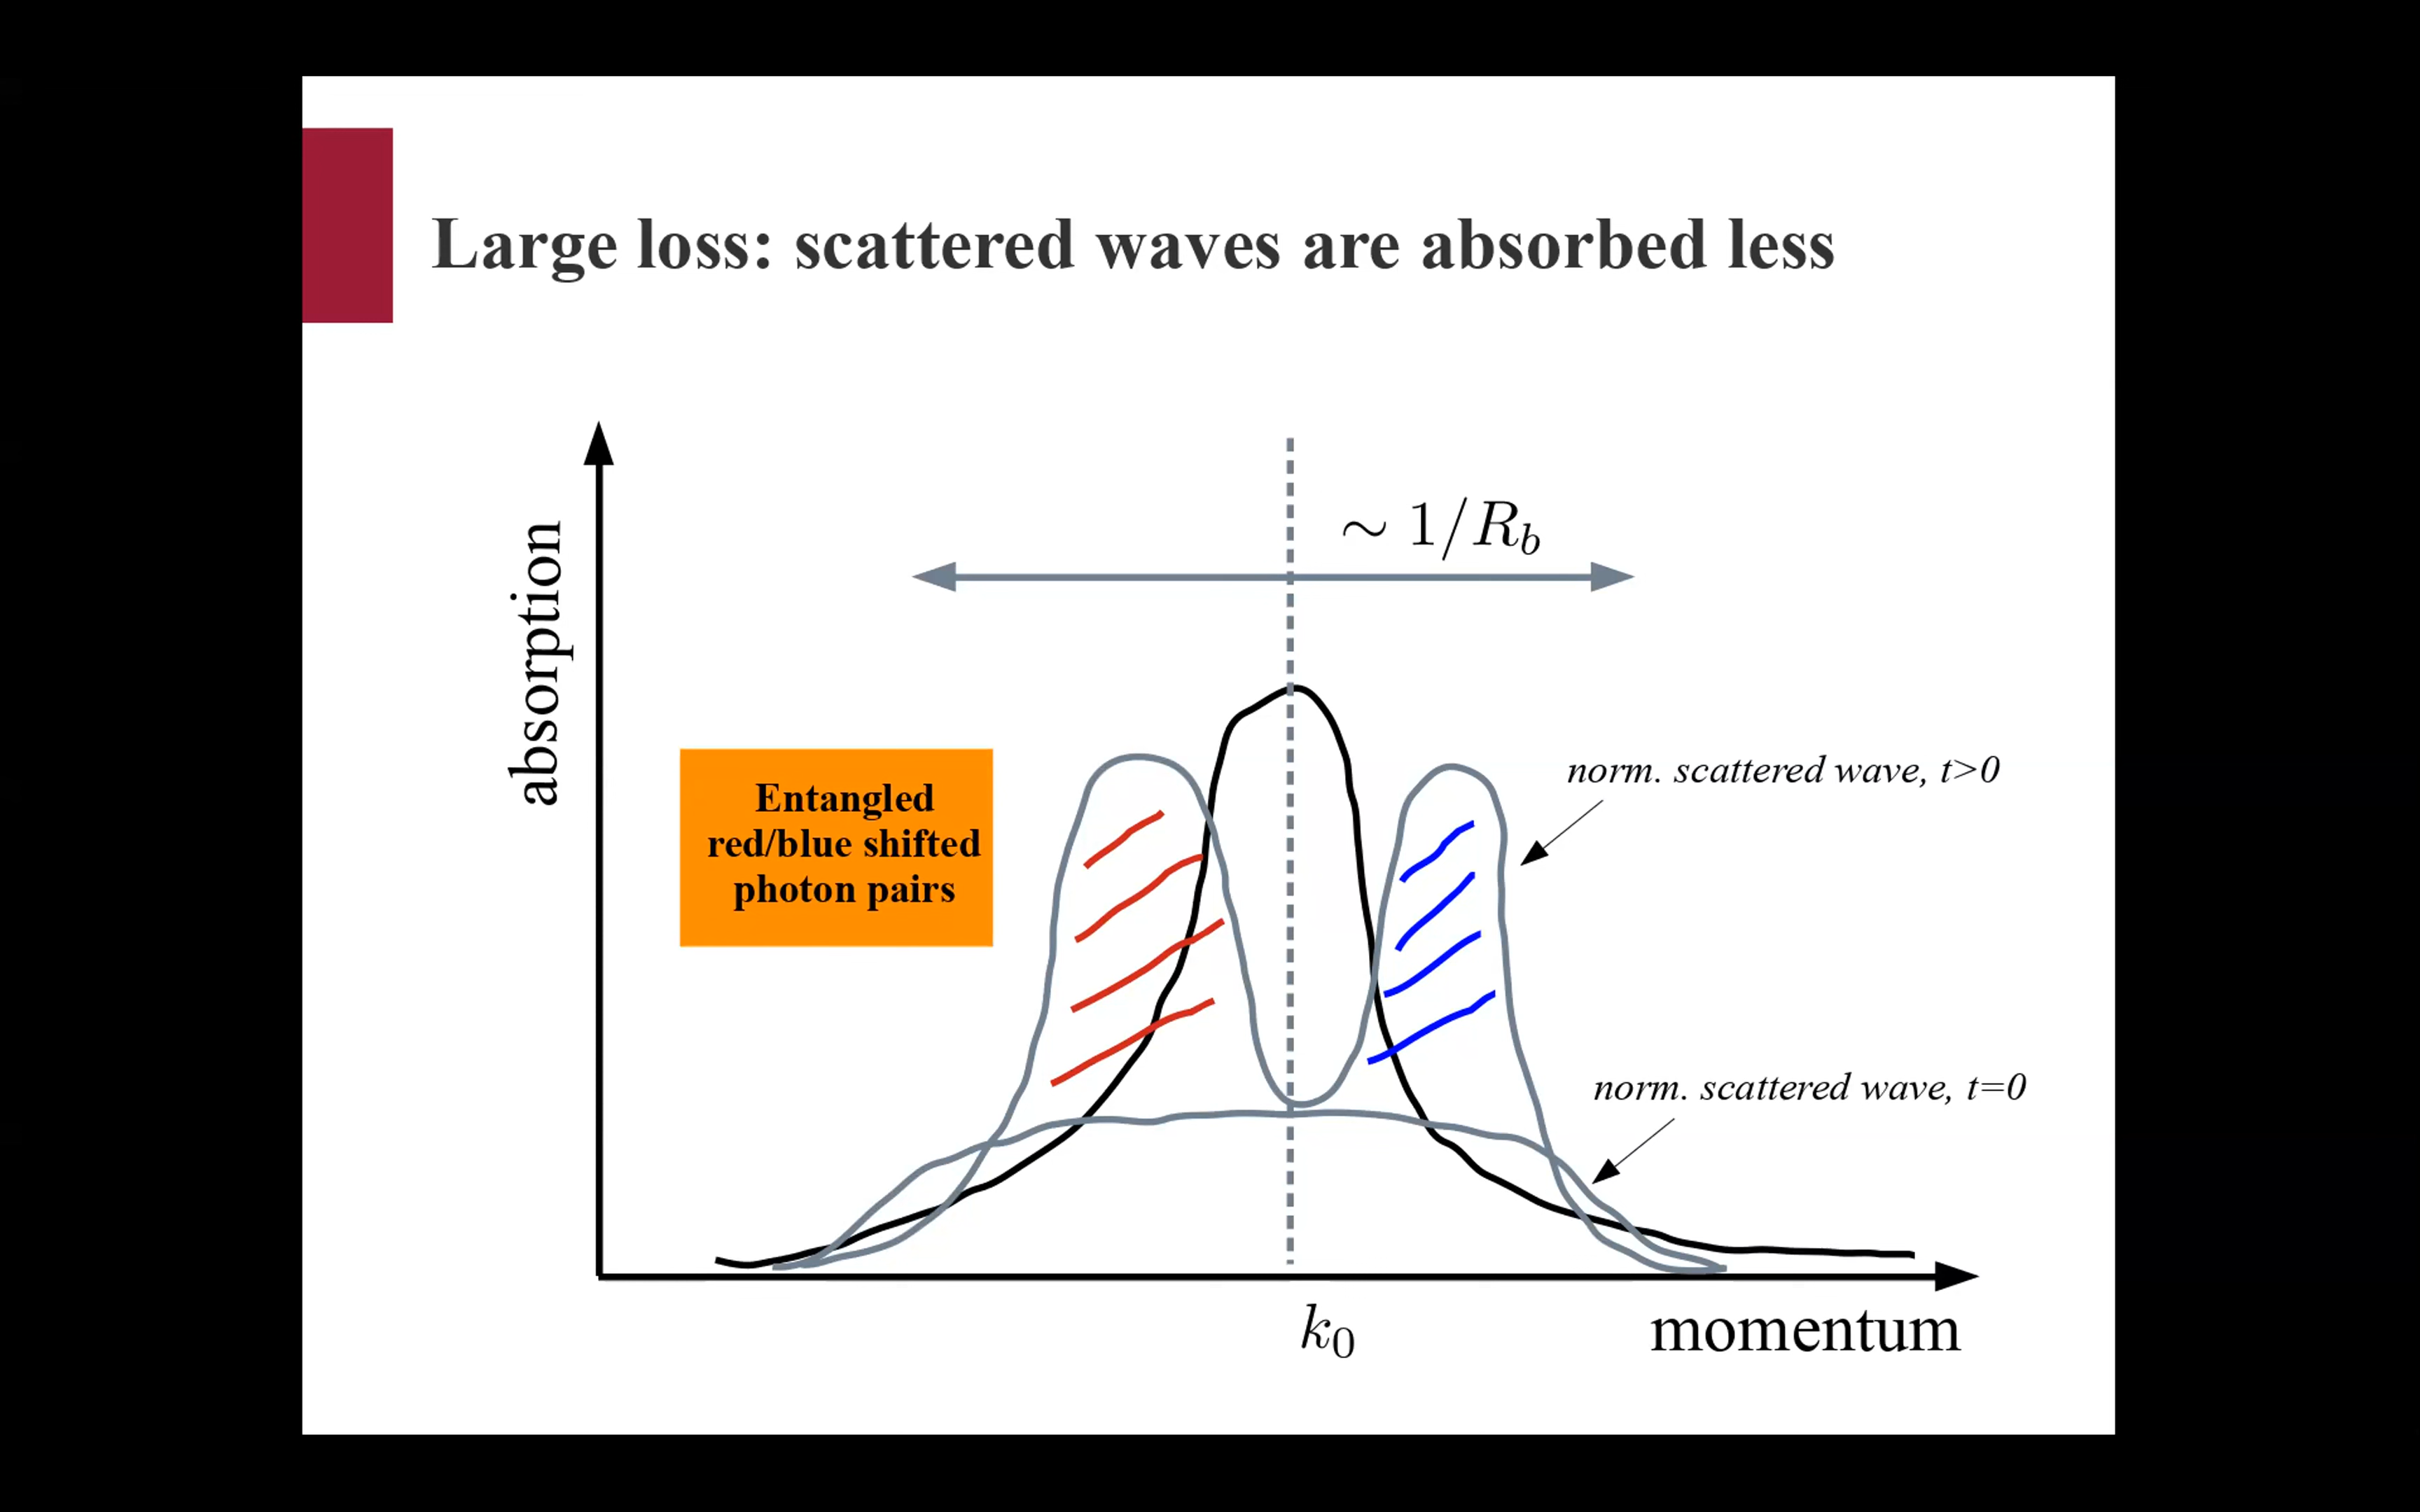 Large loss: scattered waves are absorbed less
∼ 1/R_b
absorption
Entangled
red/blue shifted
photon pairs
norm. scattered wave, t>0
norm. scattered wave, t=0
k_0
momentum